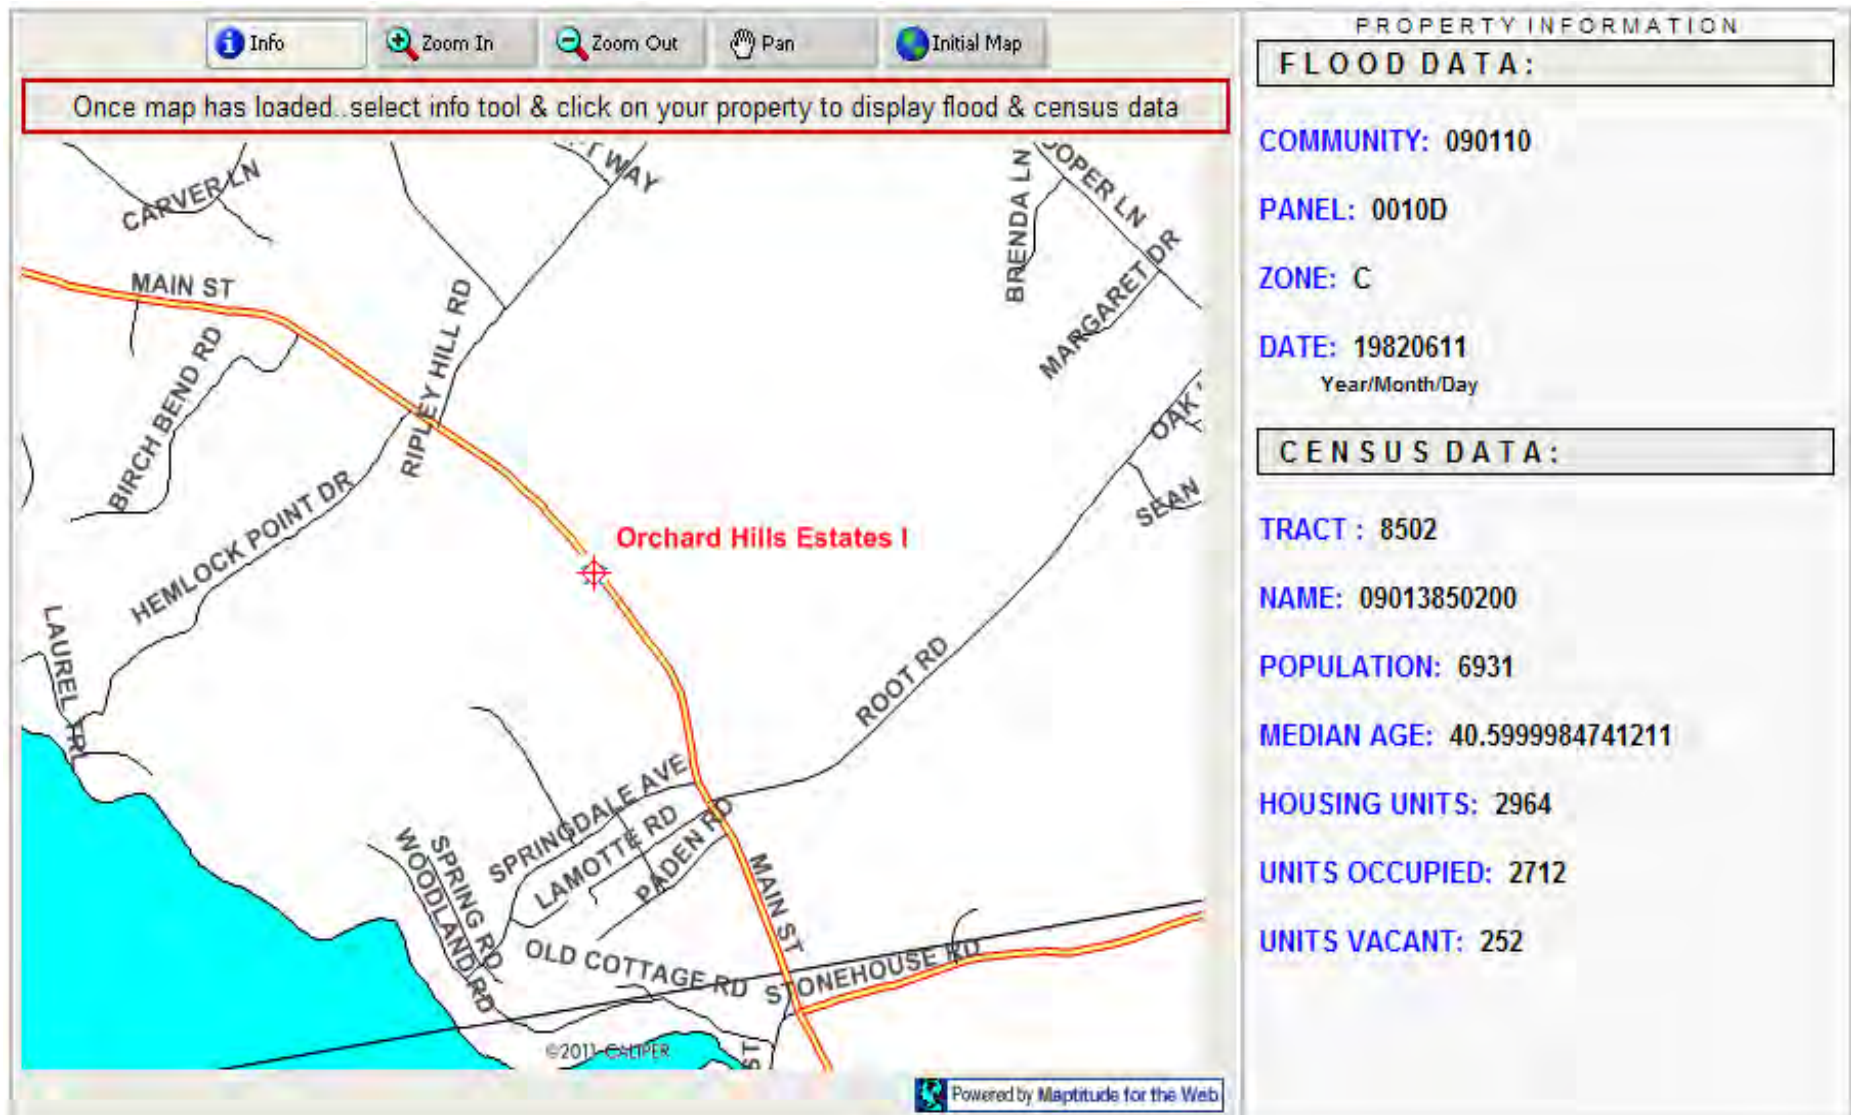 Info
Zoom In
Zoom Out
Pan
Initial Map
Once map has loaded..select info tool & click on your property to display flood & census data
CARVER LN
WAY
BRENDA LN
OOPER LN
MARGARET DR
MAIN ST
RIPLEY HILL RD
BIRCH BEND RD
OAK
SEAN
HEMLOCK POINT DR
Orchard Hills Estates I
LAUREL TRL
ROOT RD
SPRINGDALE AVE
LAMOTTE RD
PADEN RD
SPRING RD
WOODLAND RD
MAIN ST
OLD COTTAGE RD
STONEHOUSE RD
ST
©2011 CALIPER
Powered by Maptitude for the Web
PROPERTY INFORMATION
FLOOD DATA:
COMMUNITY: 090110
PANEL: 0010D
ZONE: C
DATE: 19820611
Year/Month/Day
CENSUS DATA:
TRACT : 8502
NAME: 09013850200
POPULATION: 6931
MEDIAN AGE: 40.5999984741211
HOUSING UNITS: 2964
UNITS OCCUPIED: 2712
UNITS VACANT: 252